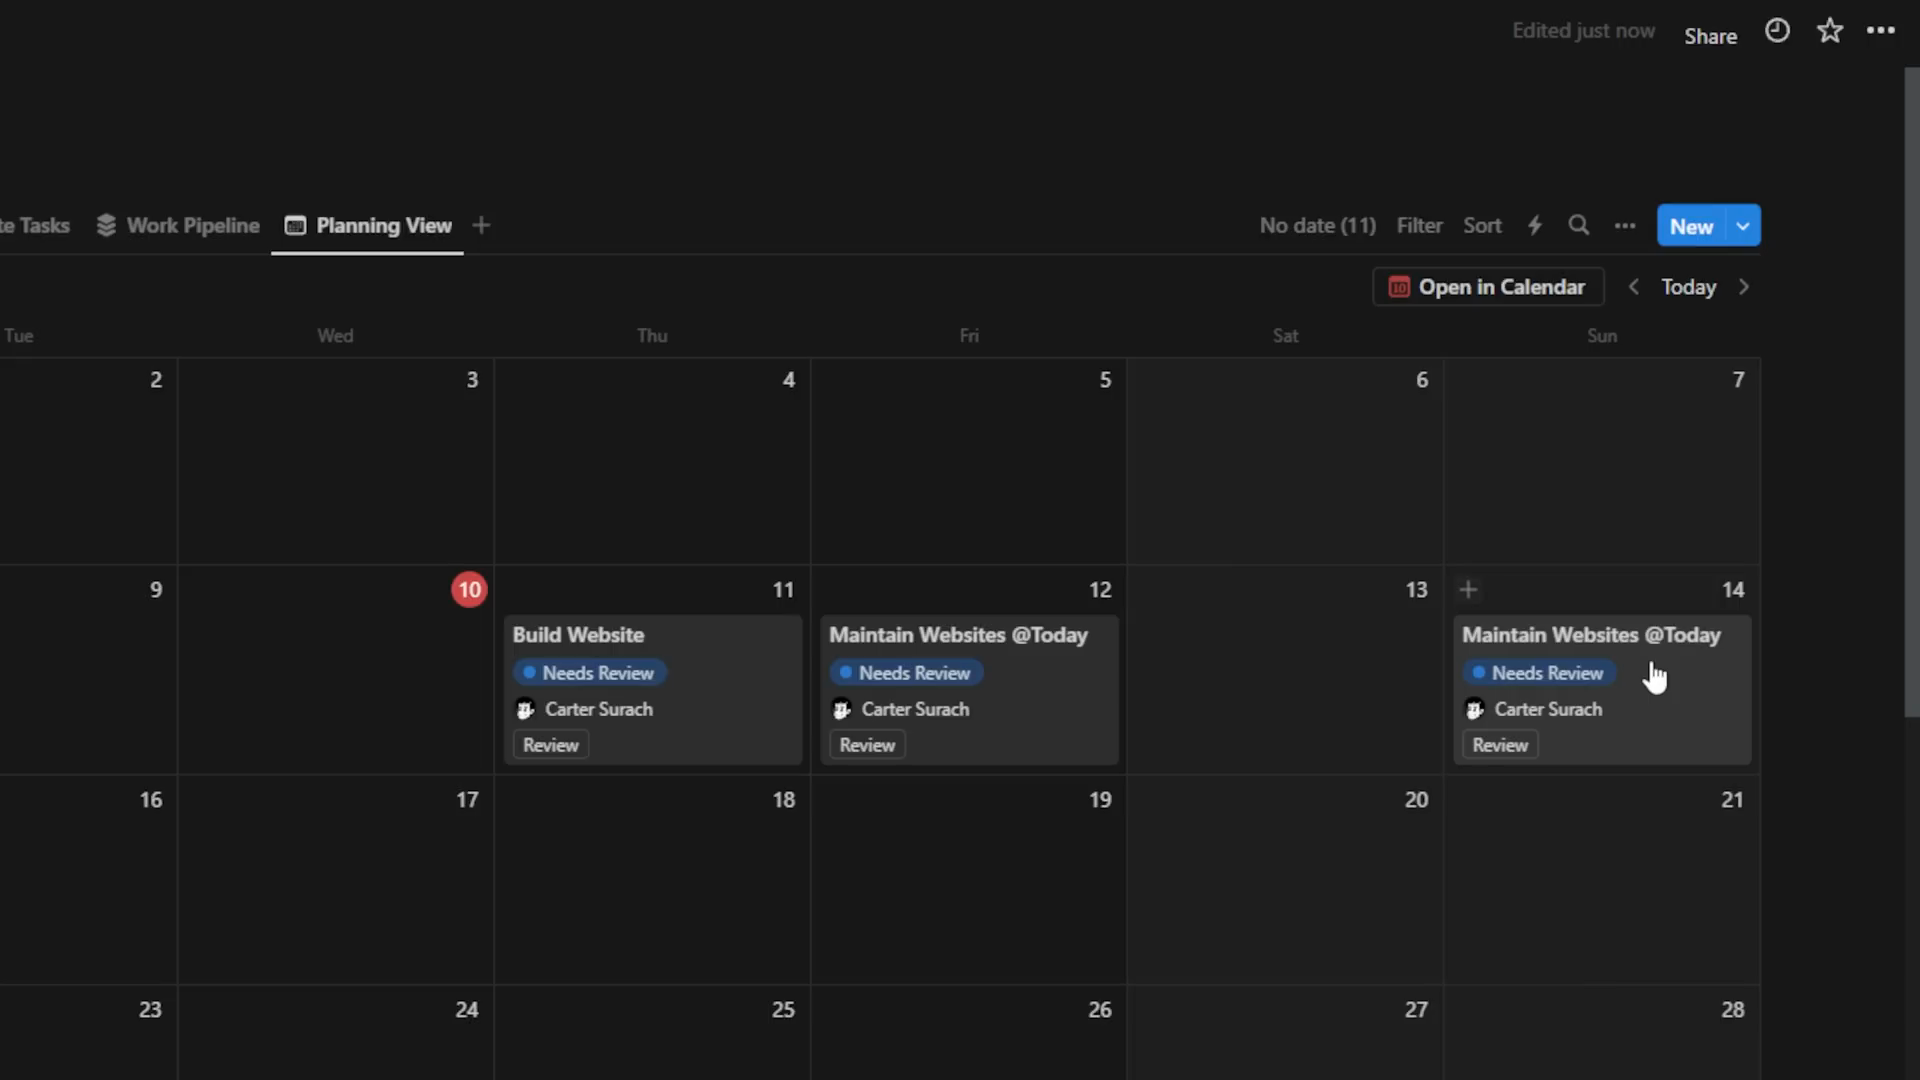 Edited just now Share
te Tasks Work Pipeline Planning View + No date (11) Filter Sort New
10 Open in Calendar Today
Tue Wed Thu Fri Sat Sun
2 3 4 5 6 7
9 10 11 12 13 + 14
Build Website Maintain Websites @Today Maintain Websites @Today
Needs Review Needs Review Needs Review
Carter Surach Carter Surach Carter Surach
Review Review Review
16 17 18 19 20 21
23 24 25 26 27 28